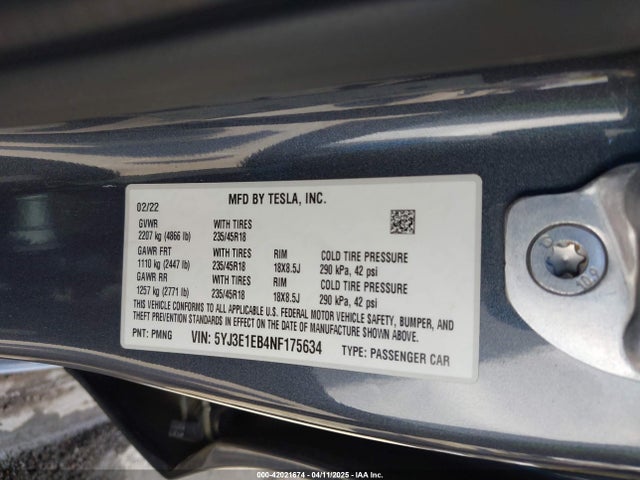 02/22 MFD BY TESLA, INC.
GVWR WITH TIRES
2207 kg (4866 lb) 235/45R18
GAWR FRT WITH TIRES RIM COLD TIRE PRESSURE
1110 kg (2447 lb) 235/45R18 18X8.5J 290 kPa, 42 psi
GAWR RR WITH TIRES RIM COLD TIRE PRESSURE
1257 kg (2771 lb) 235/45R18 18X8.5J 290 kPa, 42 psi
THIS VEHICLE CONFORMS TO ALL APPLICABLE U.S. FEDERAL MOTOR VEHICLE SAFETY, BUMPER, AND
THEFT PREVENTION STANDARDS IN EFFECT ON THE DATE OF MANUFACTURE SHOWN ABOVE.
PNT: PMNG VIN: 5YJ3E1EB4NF175634 TYPE: PASSENGER CAR
10.9
000-42021674 - 04/11/2025 - IAA Inc.